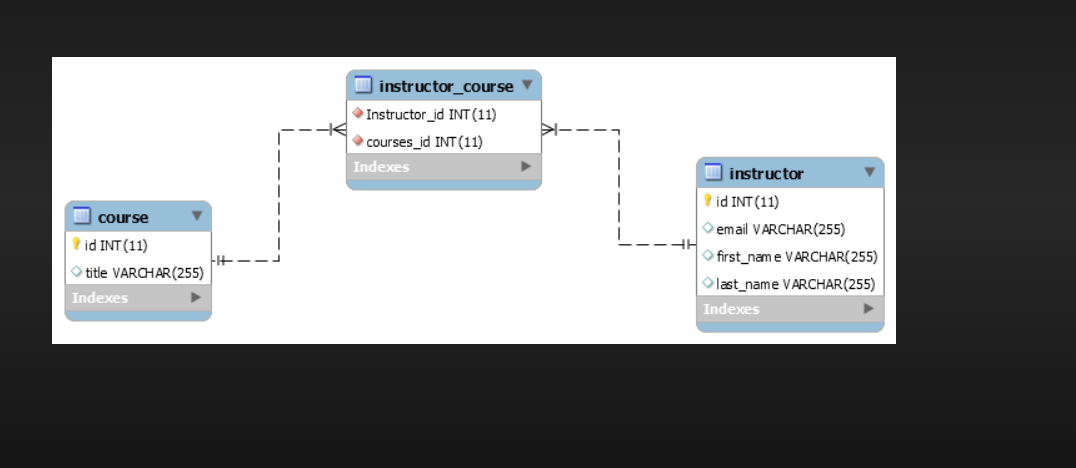 instructor_course
Instructor_id INT(11)
courses_id INT(11)
Indexes
course
id INT(11)
title VARCHAR(255)
Indexes
instructor
id INT(11)
email VARCHAR(255)
first_name VARCHAR(255)
last_name VARCHAR(255)
Indexes